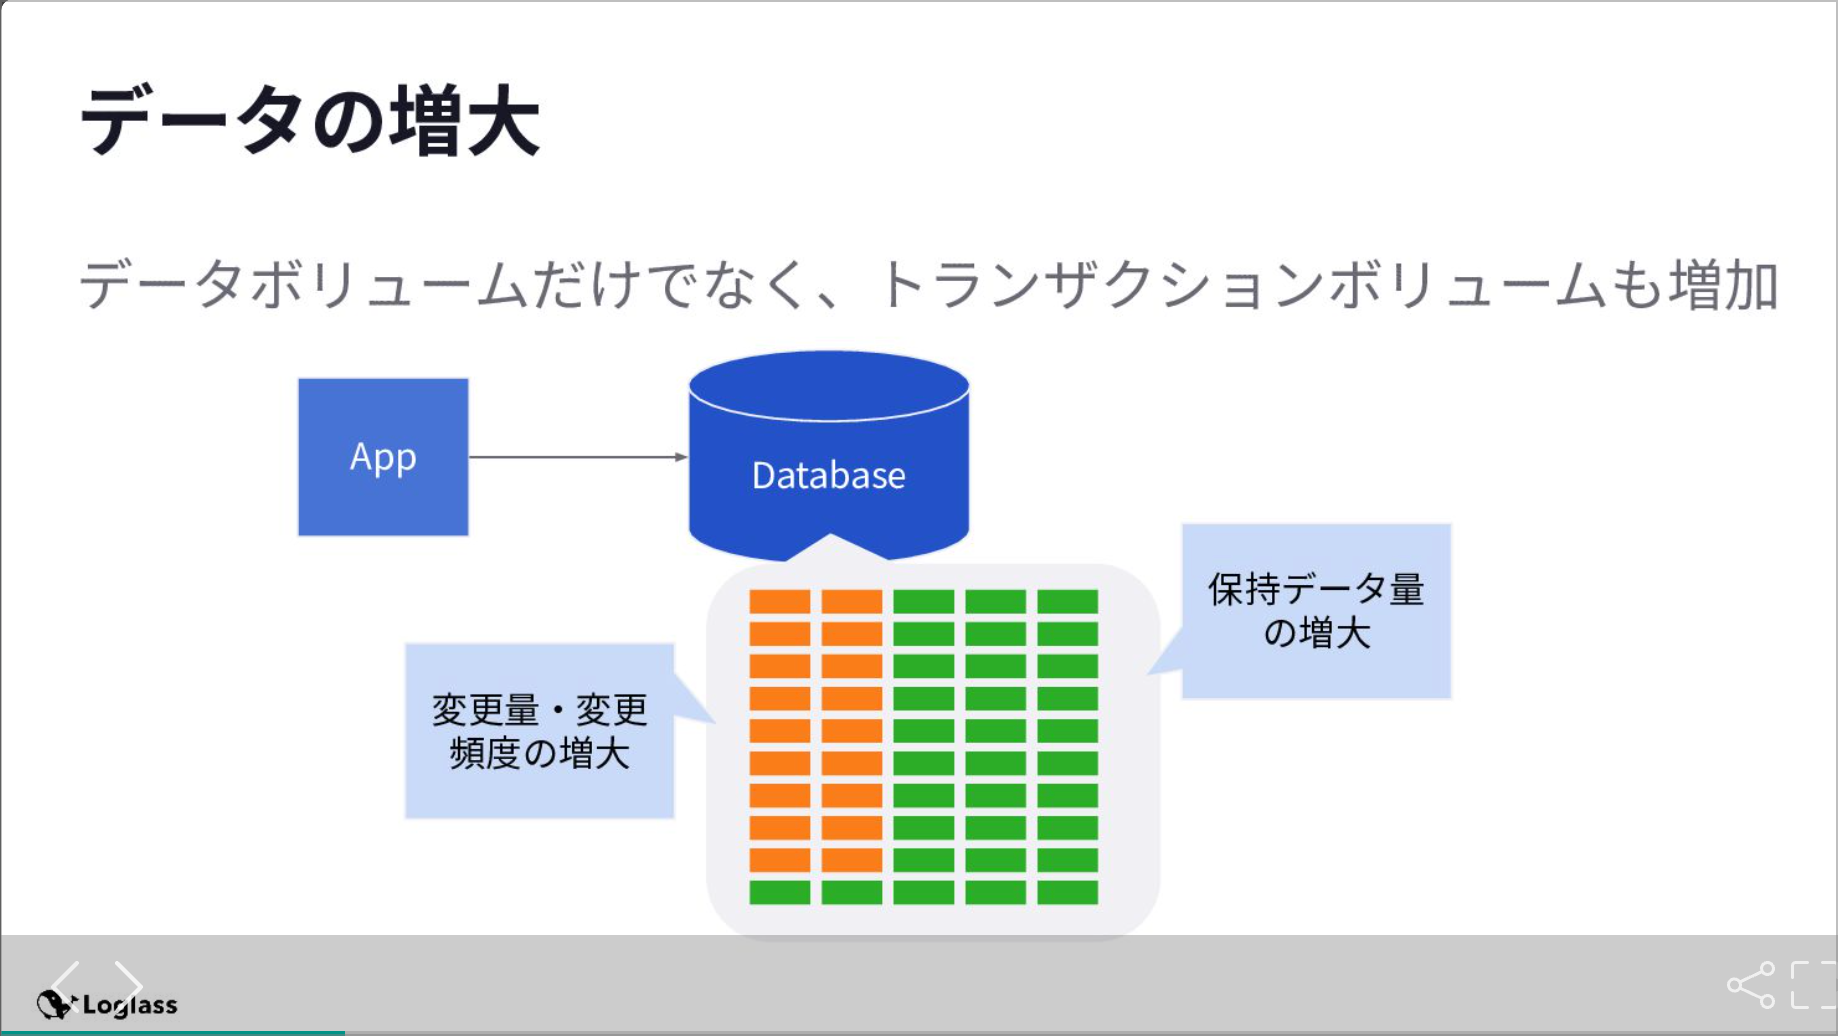 データの増大
データボリュームだけでなく、トランザクションボリュームも増加
App
Database
保持データ量
の増大
変更量・変更
頻度の増大
Loglass